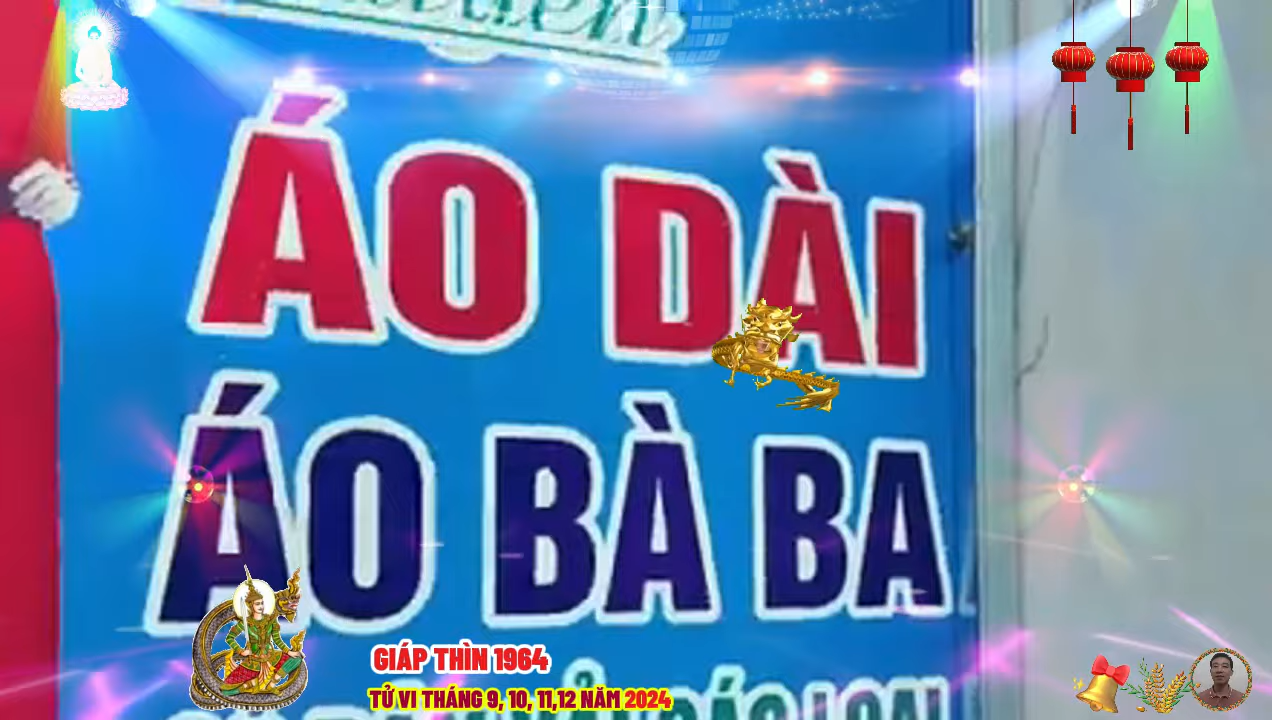 ÁO DÀI
ÁO BÀ BA
GIÁP THÌN 1964
TỬ VI THÁNG 9, 10, 11,12 NĂM 2024